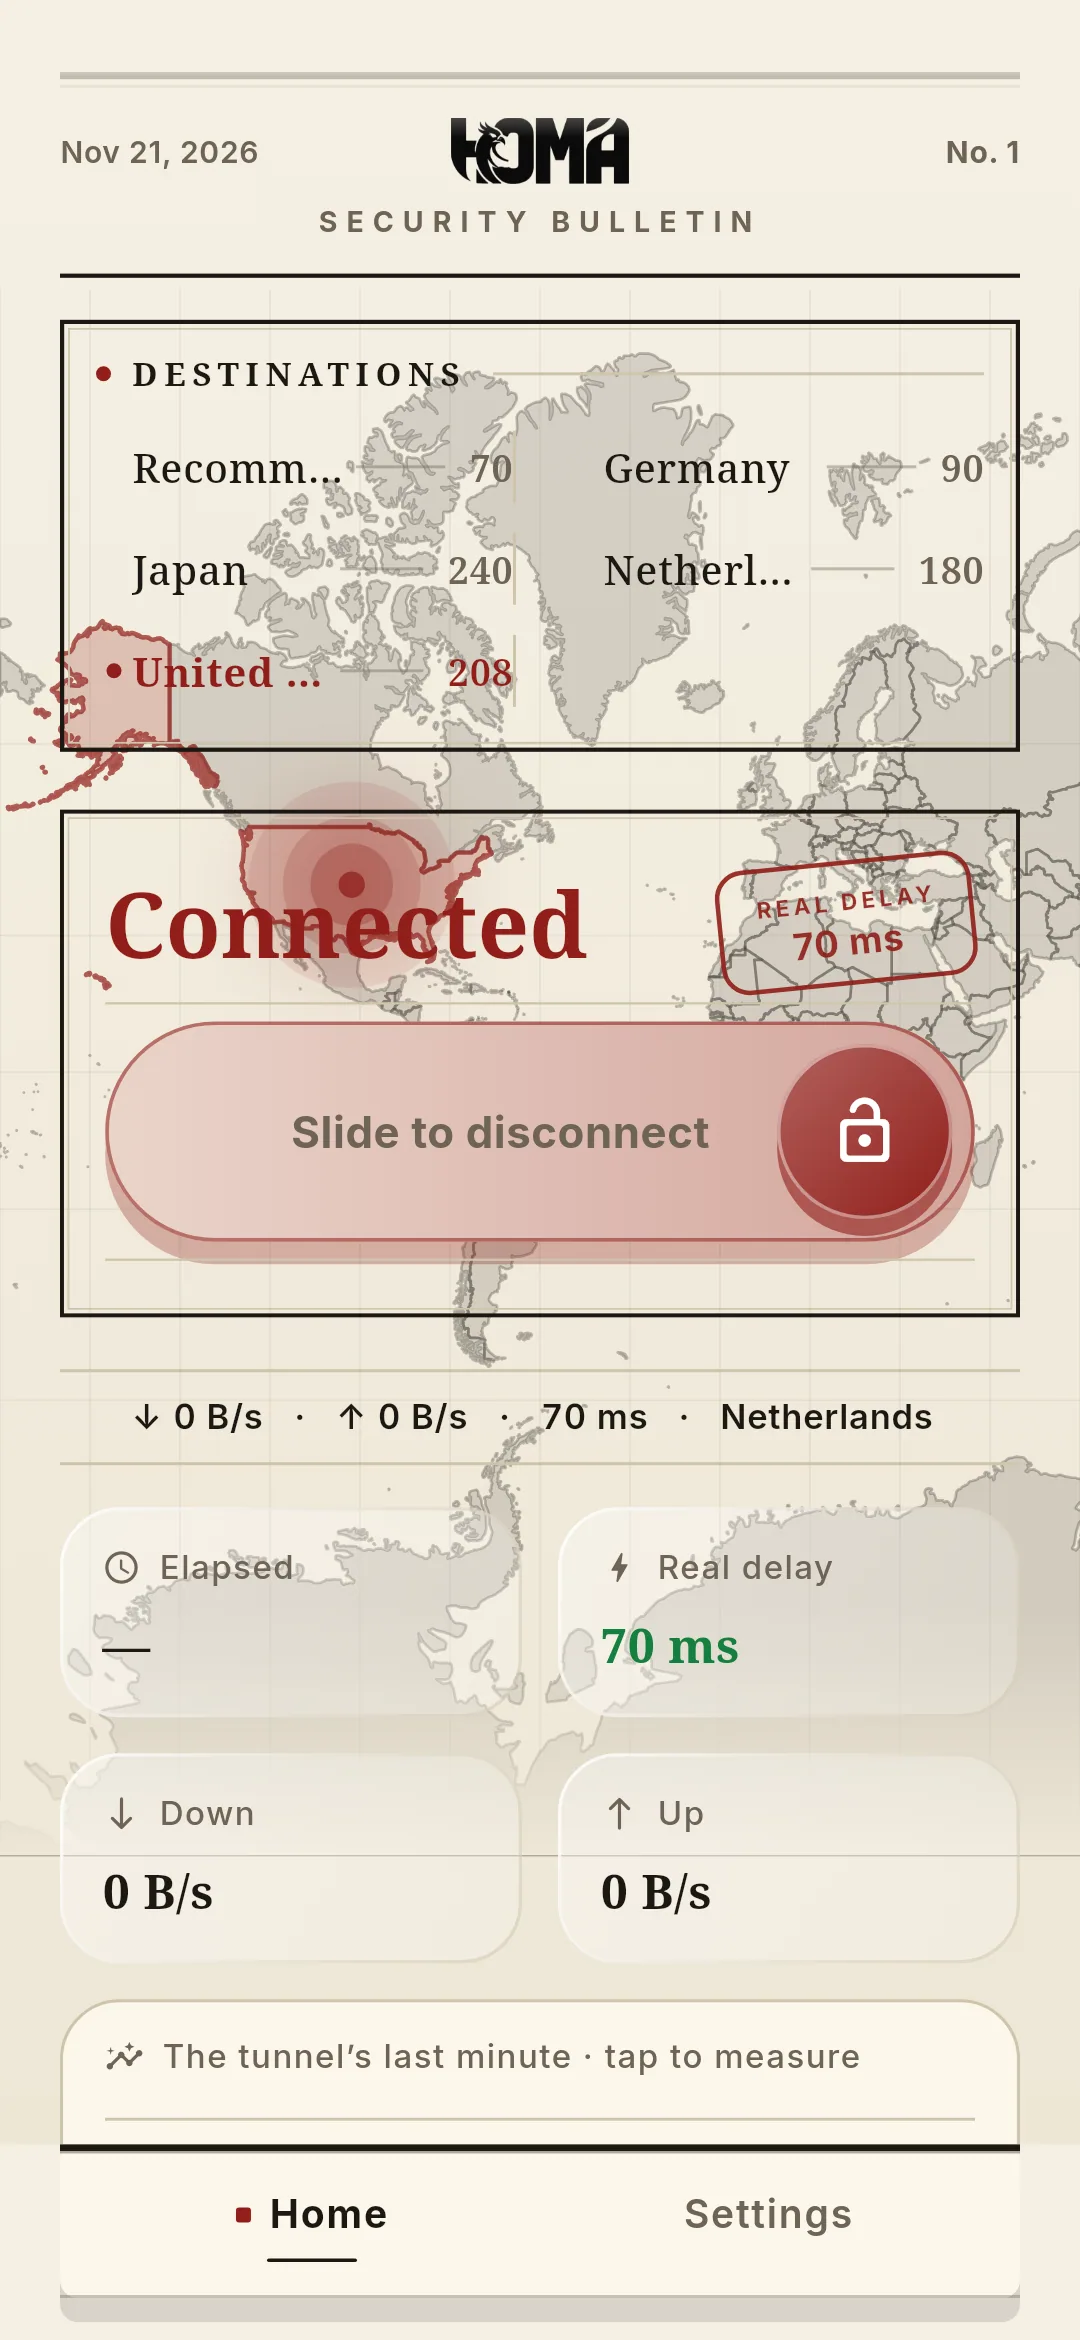 Nov 21, 2026
HOMA
No. 1
SECURITY BULLETIN
DESTINATIONS
Recomm... 70
Germany 90
Japan 240
Netherl... 180
United ... 208
Connected
REAL DELAY
70 ms
Slide to disconnect
↓ 0 B/s · ↑ 0 B/s · 70 ms · Netherlands
Elapsed
—
Real delay
70 ms
Down
0 B/s
Up
0 B/s
The tunnel’s last minute · tap to measure
Home
Settings